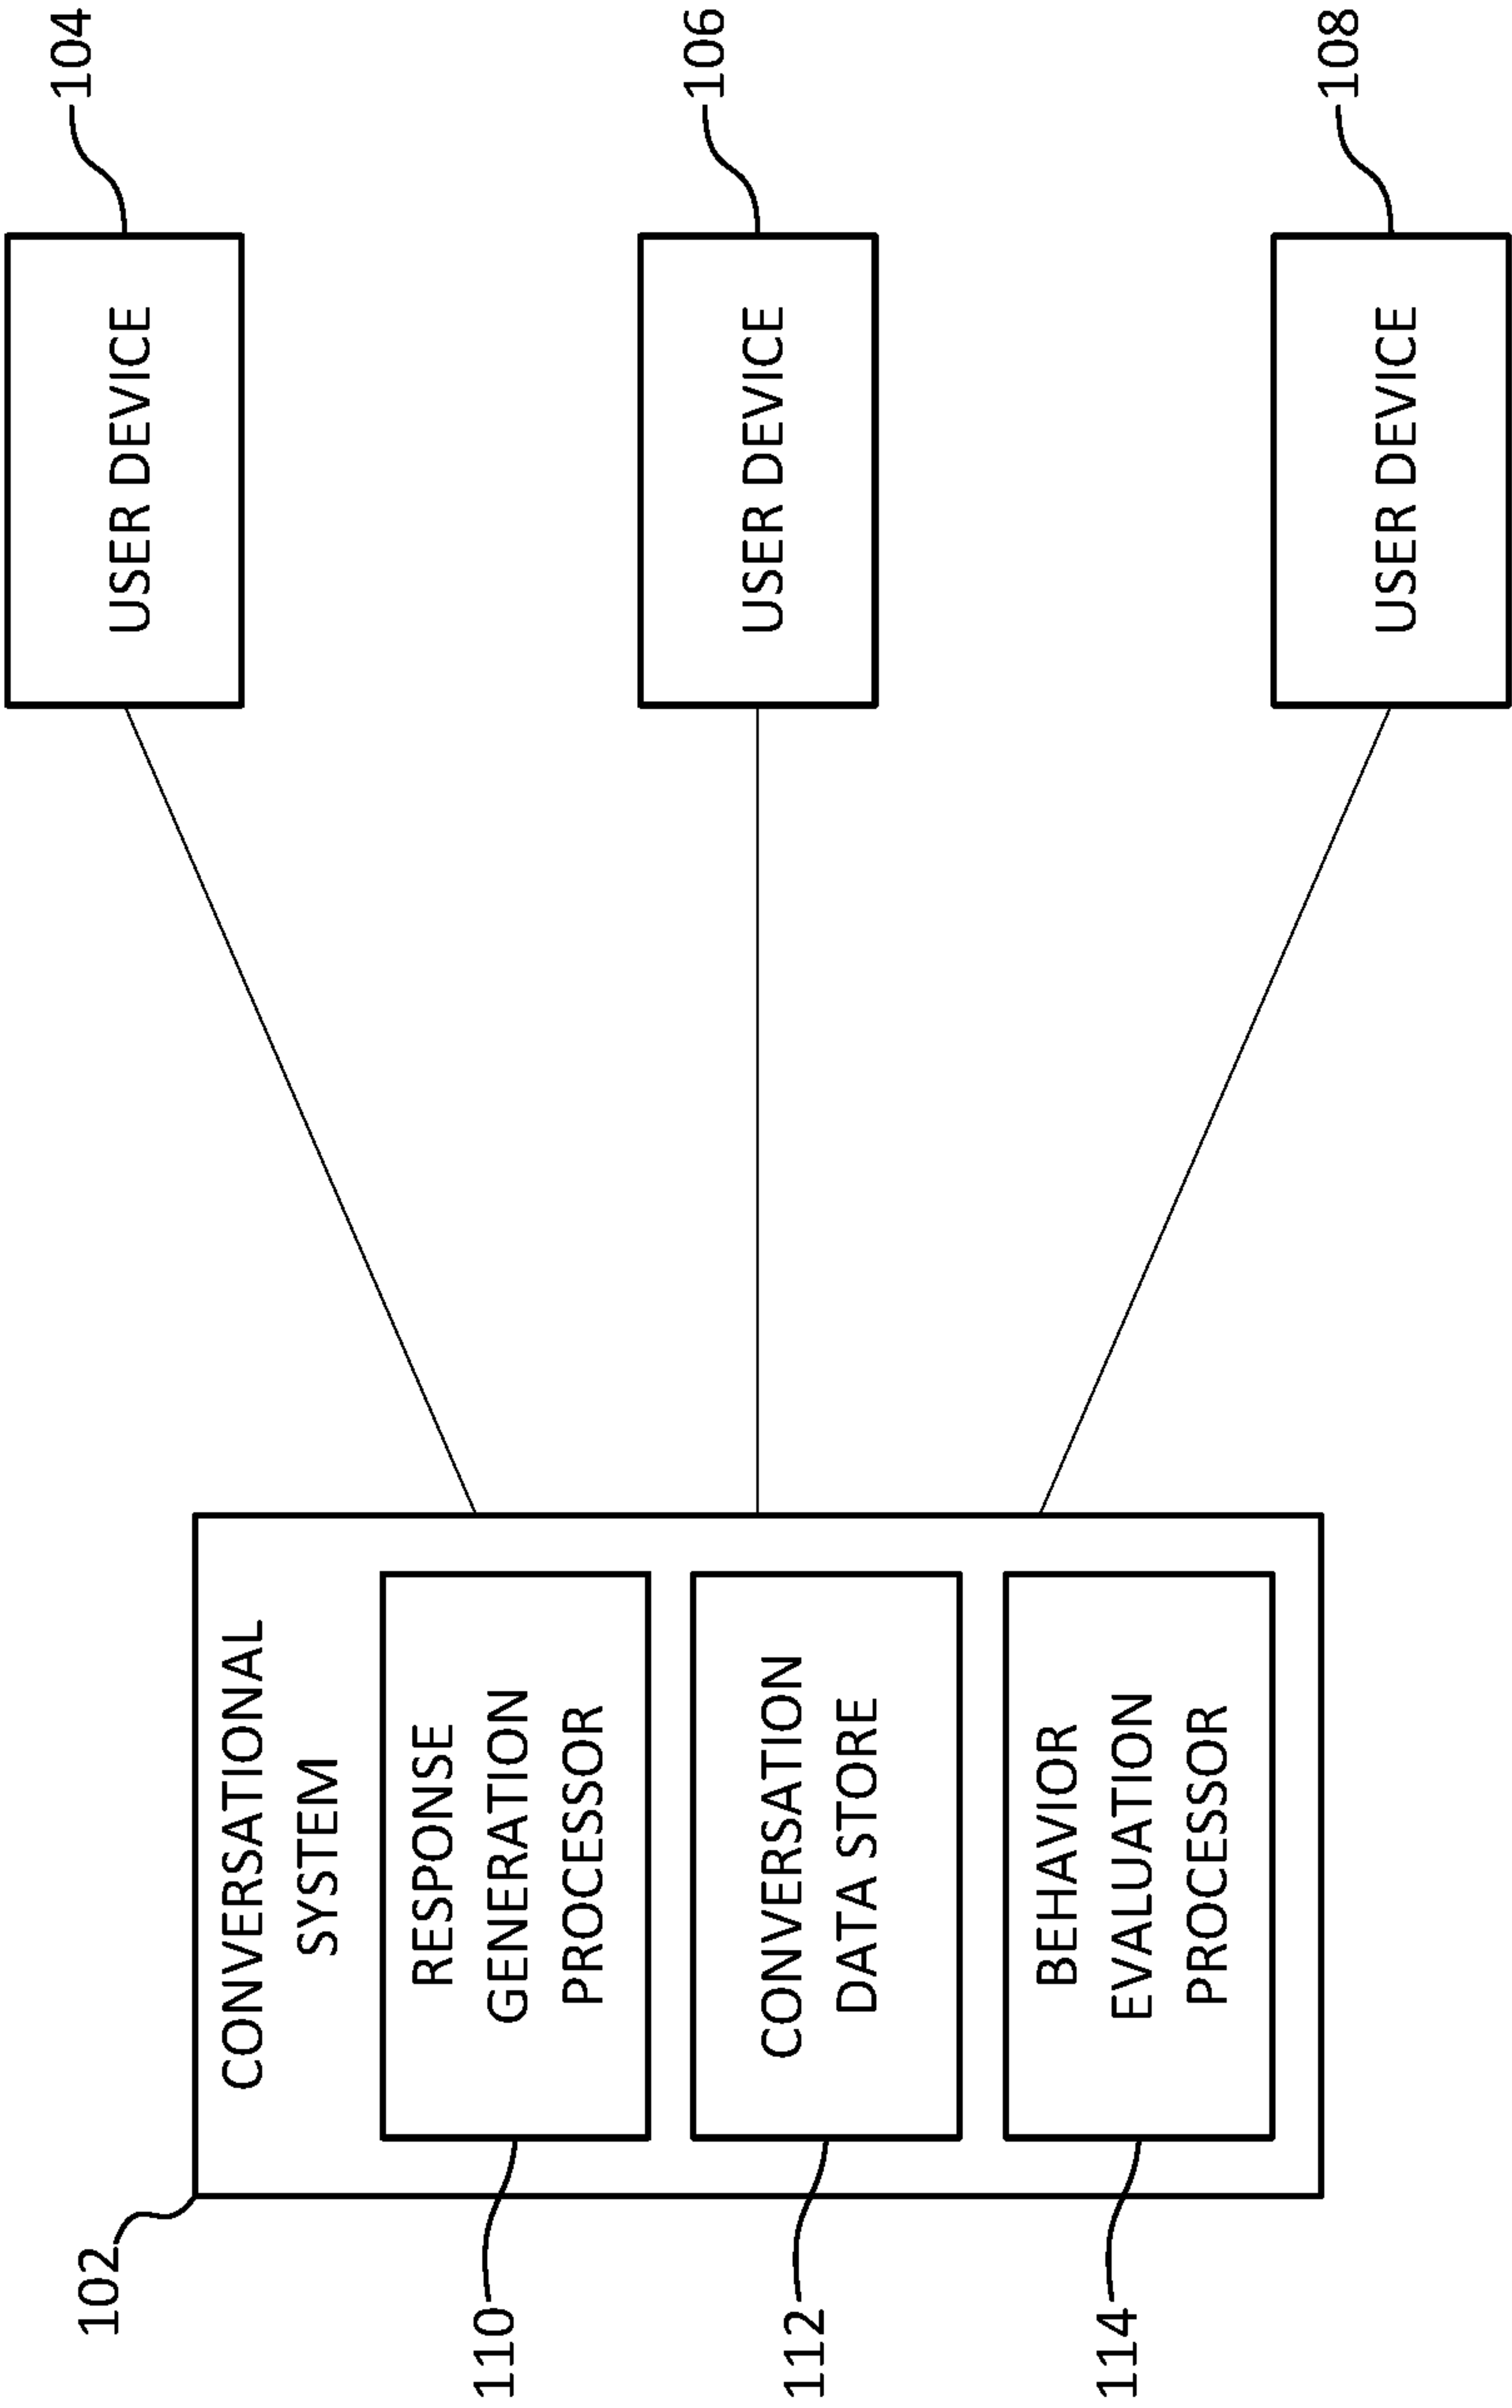 102
CONVERSATIONAL
SYSTEM
110
RESPONSE
GENERATION
PROCESSOR
112
CONVERSATION
DATA STORE
114
BEHAVIOR
EVALUATION
PROCESSOR
USER DEVICE
104
USER DEVICE
106
USER DEVICE
108